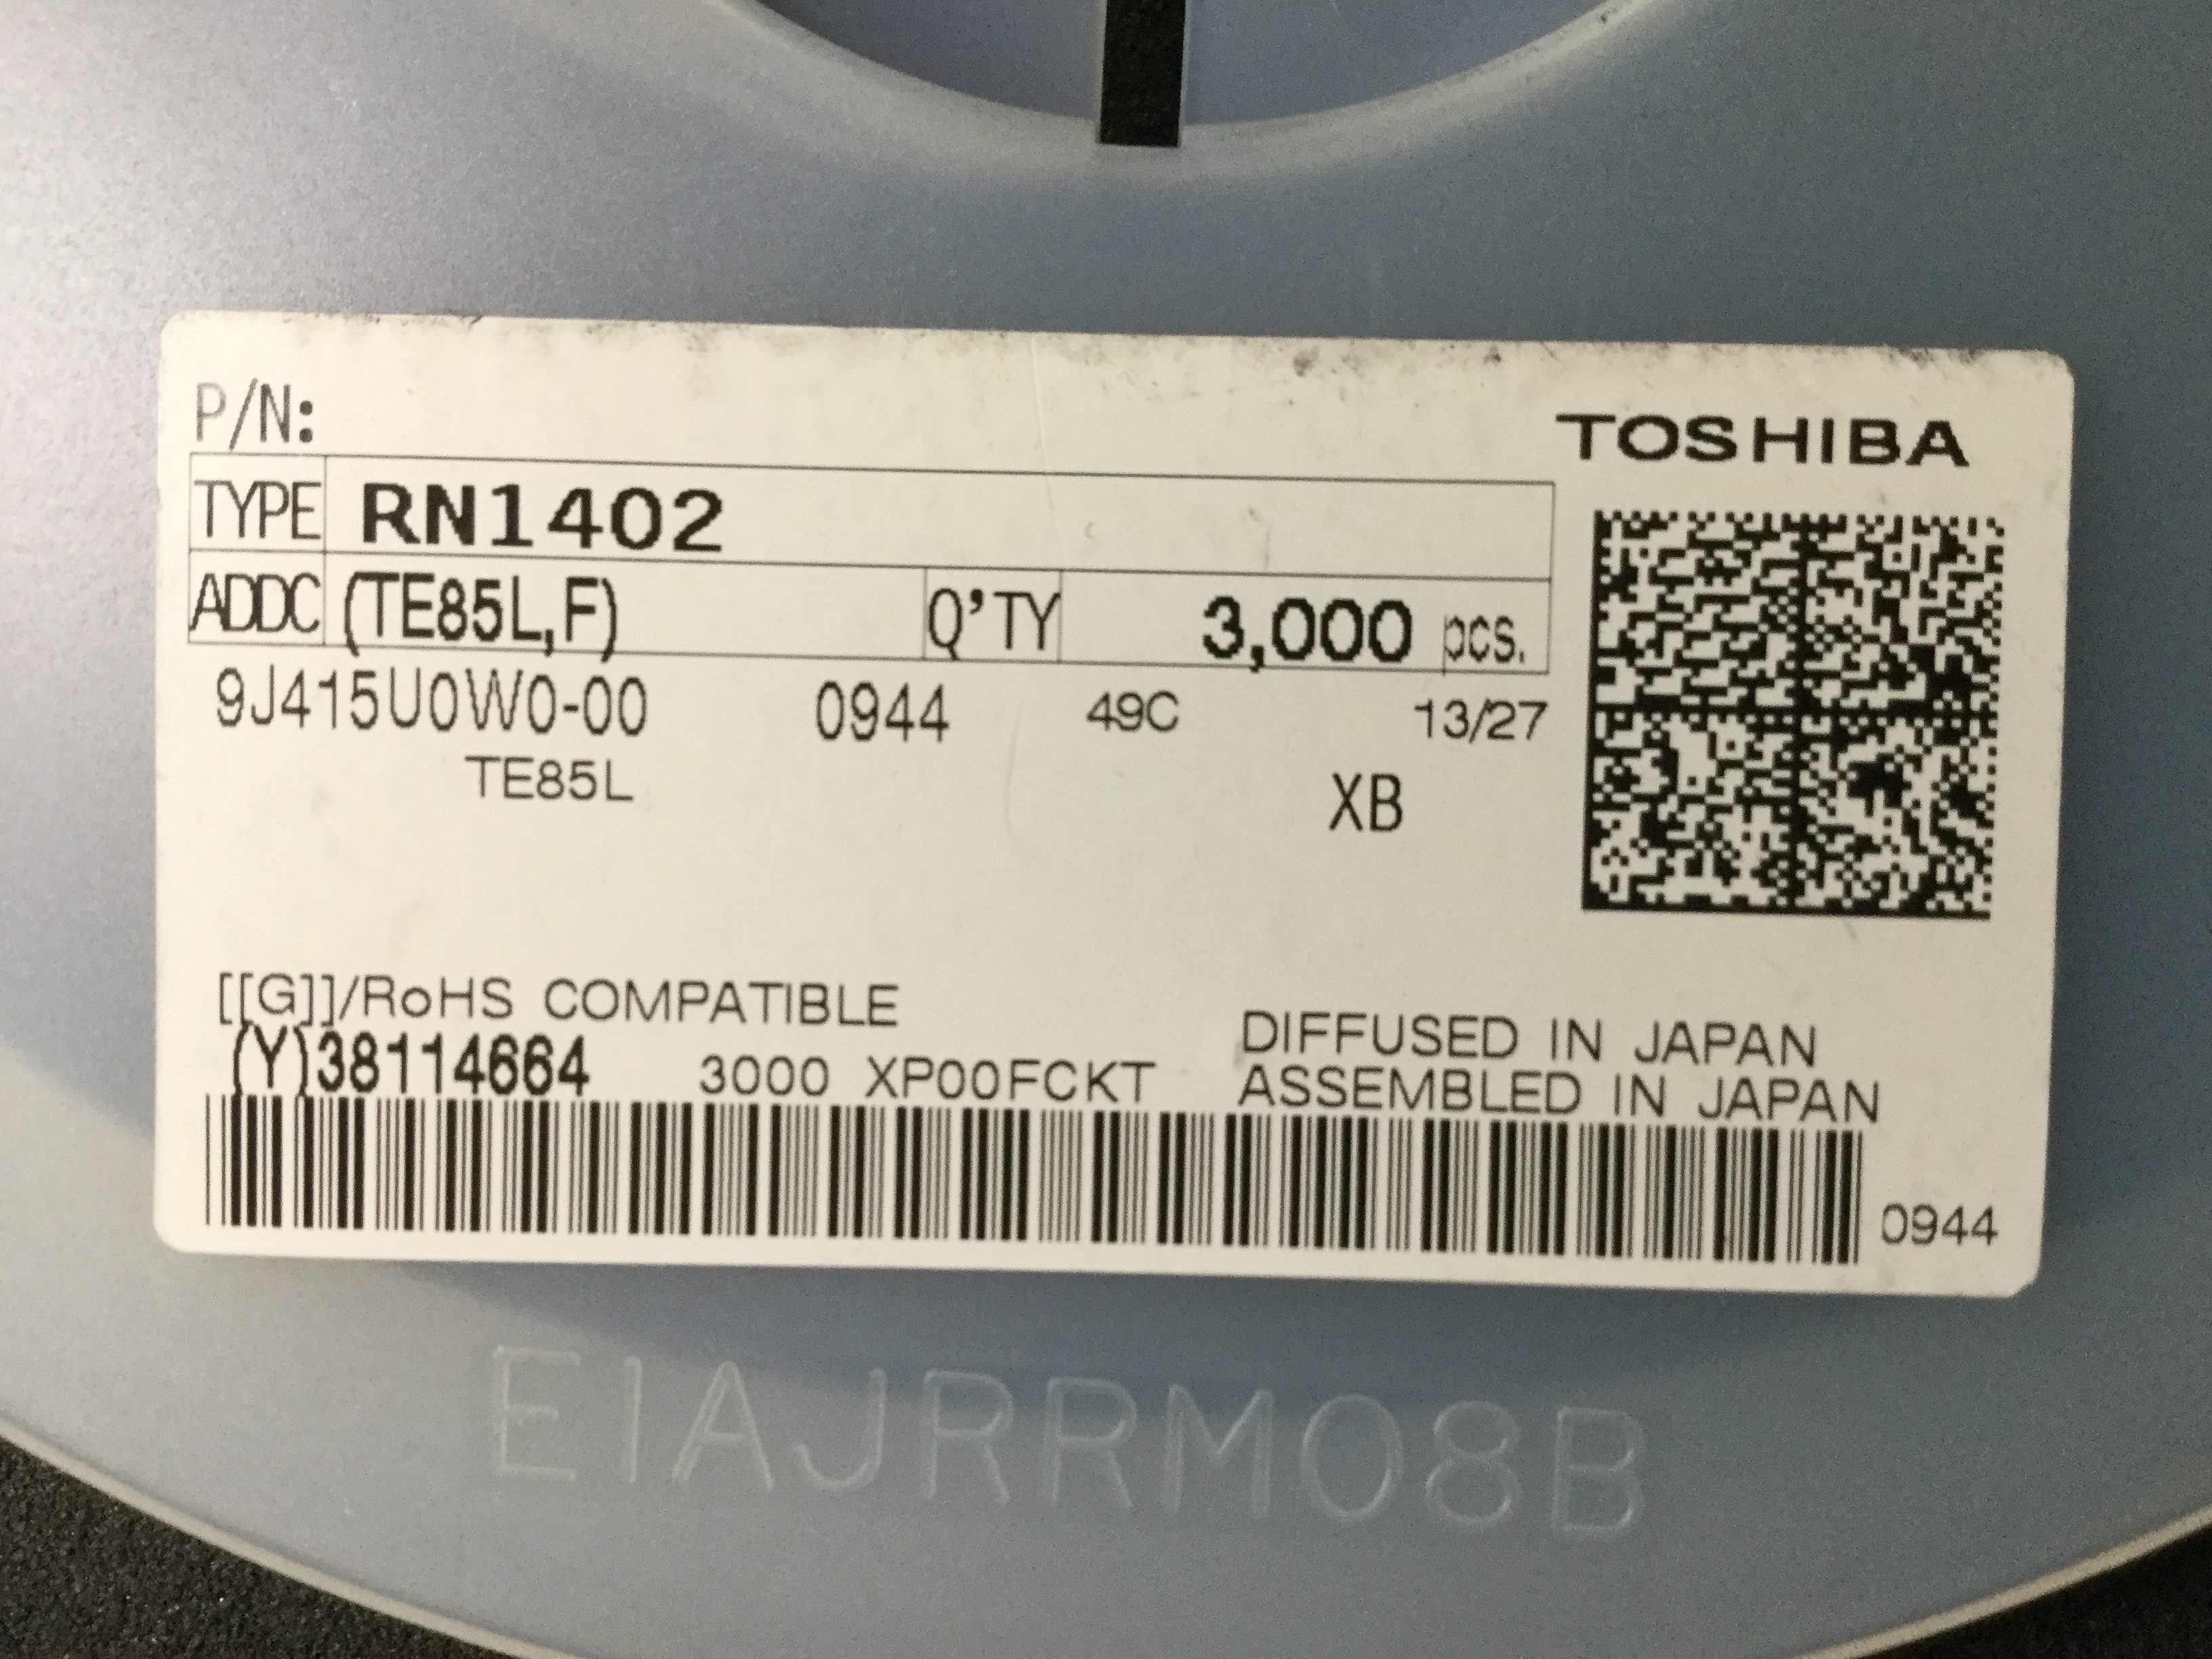 P/N:
TOSHIBA
TYPE RN1402
ADDC (TE85L,F) Q'TY 3,000 pcs.
9J415U0W0-00 0944 49C 13/27
TE85L XB
[[G]]/RoHS COMPATIBLE
DIFFUSED IN JAPAN
(Y)38114664 3000 XP00FCKT ASSEMBLED IN JAPAN
0944
EIAJRRM08B